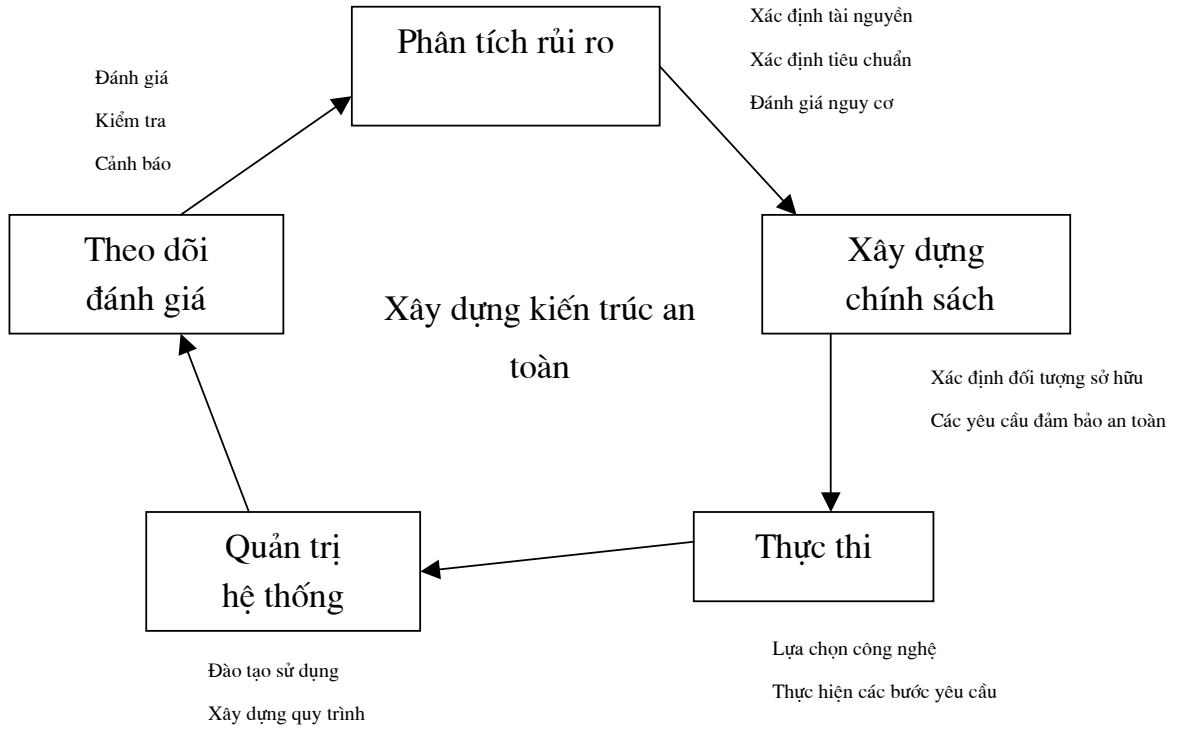 Phân tích rủi ro
Xác định tài nguyên
Xác định tiêu chuẩn
Đánh giá nguy cơ
Đánh giá
Kiểm tra
Cảnh báo
Theo dõi
đánh giá
Xây dựng
chính sách
Xây dựng kiến trúc an
toàn
Xác định đối tượng sở hữu
Các yêu cầu đảm bảo an toàn
Quản trị
hệ thống
Thực thi
Lựa chọn công nghệ
Thực hiện các bước yêu cầu
Đào tạo sử dụng
Xây dựng quy trình